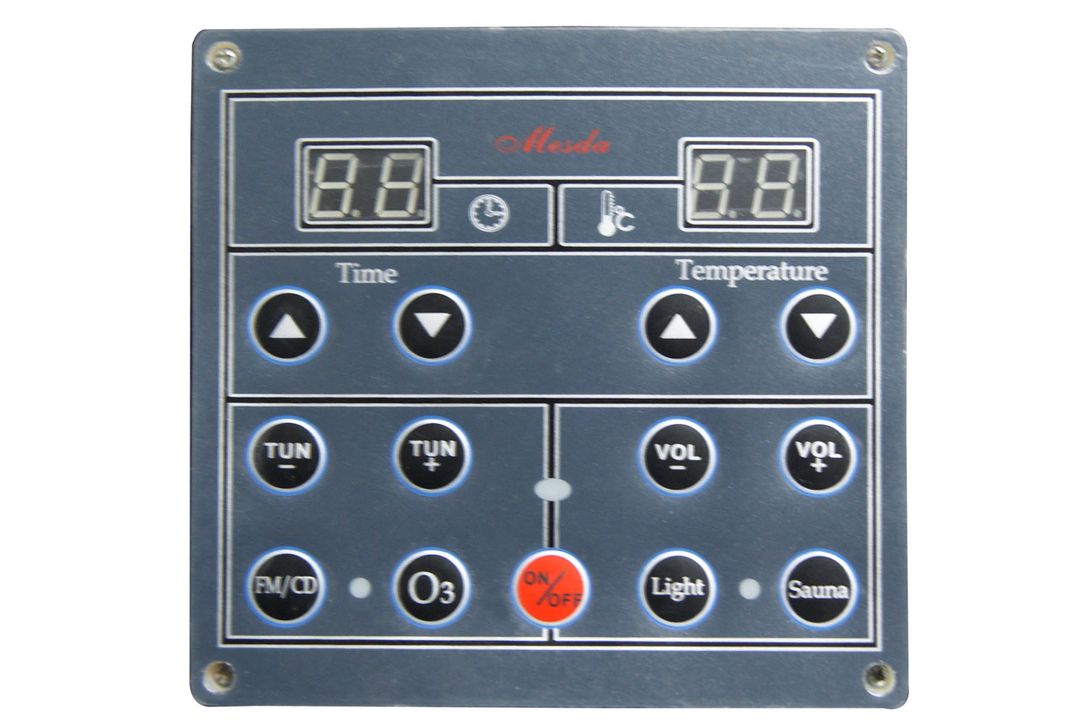 Mesda
°C
Time
Temperature
TUN
−
TUN
+
VOL
−
VOL
+
FM/CD
O3
ON/OFF
Light
Sauna